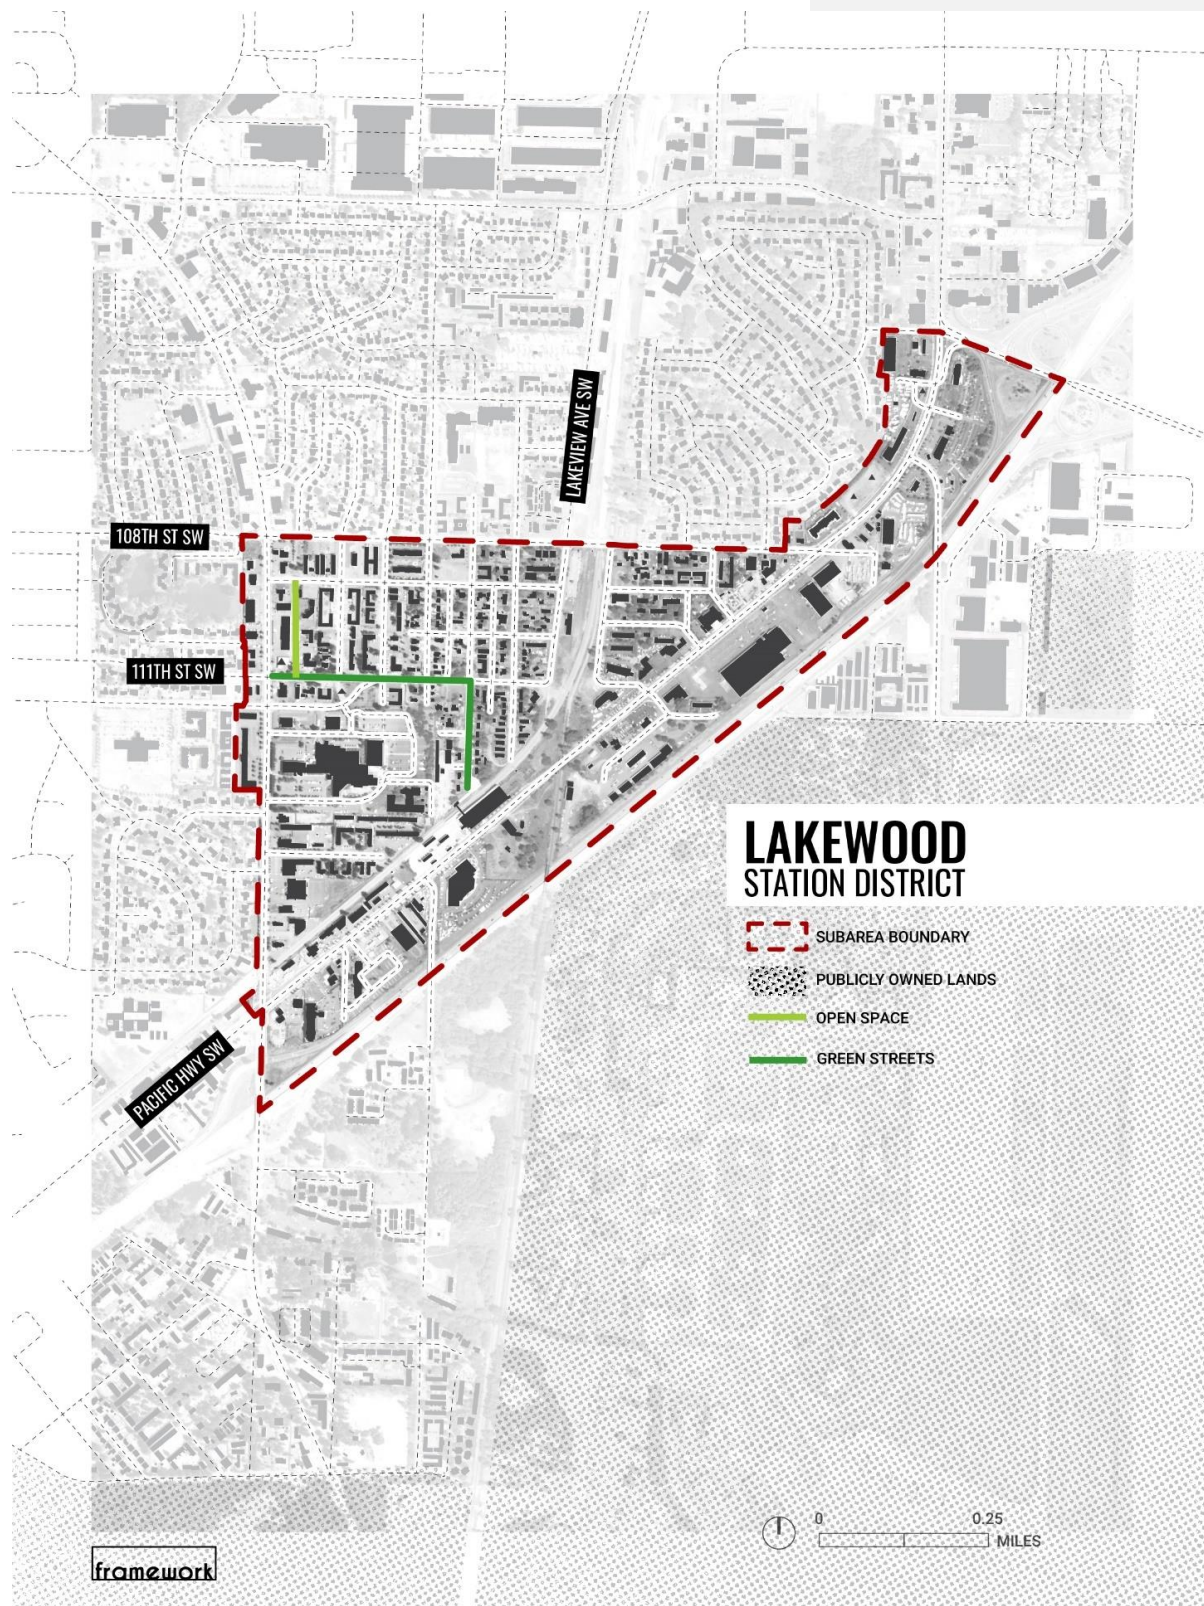 LAKEVIEW AVE SW
108TH ST SW
111TH ST SW
LAKEWOOD
STATION DISTRICT
SUBAREA BOUNDARY
PUBLICLY OWNED LANDS
OPEN SPACE
GREEN STREETS
PACIFIC HWY SW
0 0.25
MILES
framework